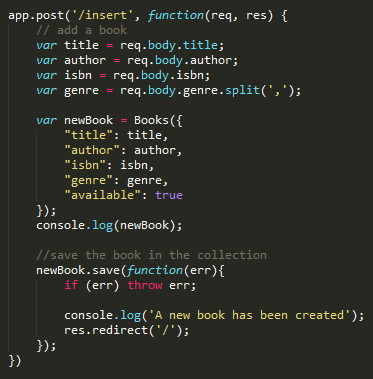 app.post('/insert', function(req, res) {
    // add a book
    var title = req.body.title;
    var author = req.body.author;
    var isbn = req.body.isbn;
    var genre = req.body.genre.split(',');

    var newBook = Books({
        "title": title,
        "author": author,
        "isbn": isbn,
        "genre": genre,
        "available": true
    });
    console.log(newBook);

    //save the book in the collection
    newBook.save(function(err){
        if (err) throw err;

        console.log('A new book has been created');
        res.redirect('/');
    });
})